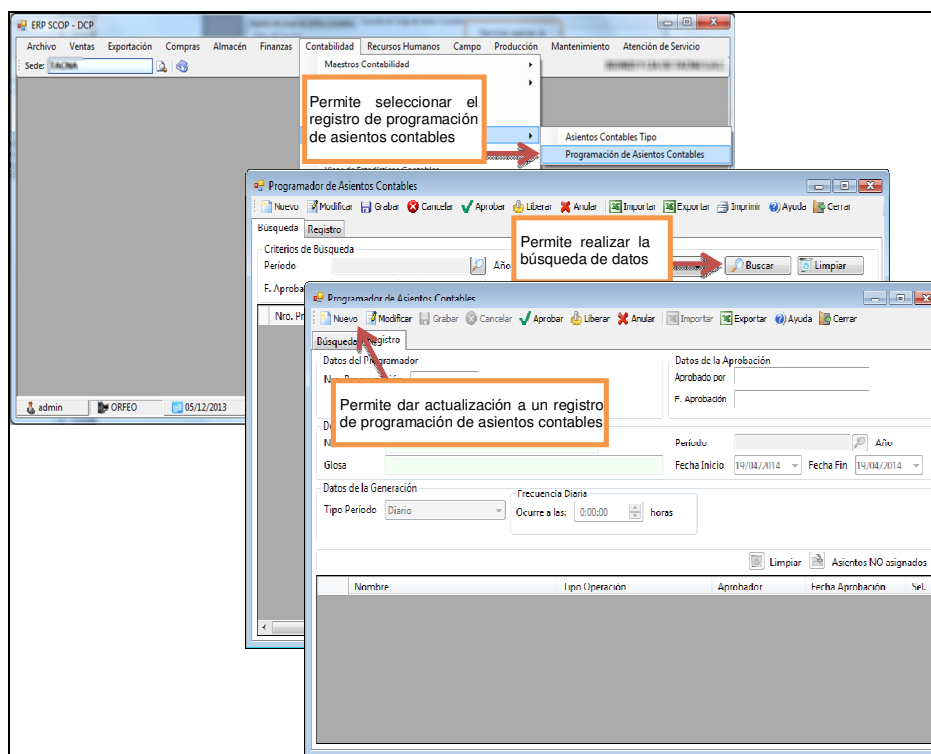 ERP SCOP - DCP
Archivo Ventas Exportación Compras Almacén Finanzas Contabilidad Recursos Humanos Campo Producción Mantenimiento Atención de Servicio
Sede: TACNA
Maestros Contabilidad
Permite seleccionar el
registro de programación
de asientos contables
Asientos Contables Tipo
Programación de Asientos Contables
Programador de Asientos Contables
Nuevo Modificar Grabar Cancelar Aprobar Liberar Anular Importar Exportar Imprimir Ayuda Cerrar
Búsqueda Registro
Criterios de Búsqueda
Período Año
Permite realizar la
búsqueda de datos
Buscar Limpiar
F. Aproba
Nro. Pr
Programador de Asientos Contables
Nuevo Modificar Grabar Cancelar Aprobar Liberar Anular Importar Exportar Ayuda Cerrar
Búsqueda Registro
Datos del Programador
Datos de la Aprobación
Aprobado por
F. Aprobación
Permite dar actualización a un registro
de programación de asientos contables
Período Año
Glosa
Fecha Inicio 19/04/2014 Fecha Fin 19/04/2014
Datos de la Generación
Tipo Período Diario
Frecuencia Diaria
Ocurre a las: 0:00:00 horas
Limpiar Asientos NO asignados
Nombre Tipo Operación Aprobador Fecha Aprobación Sel.
admin ORFEO 05/12/2013